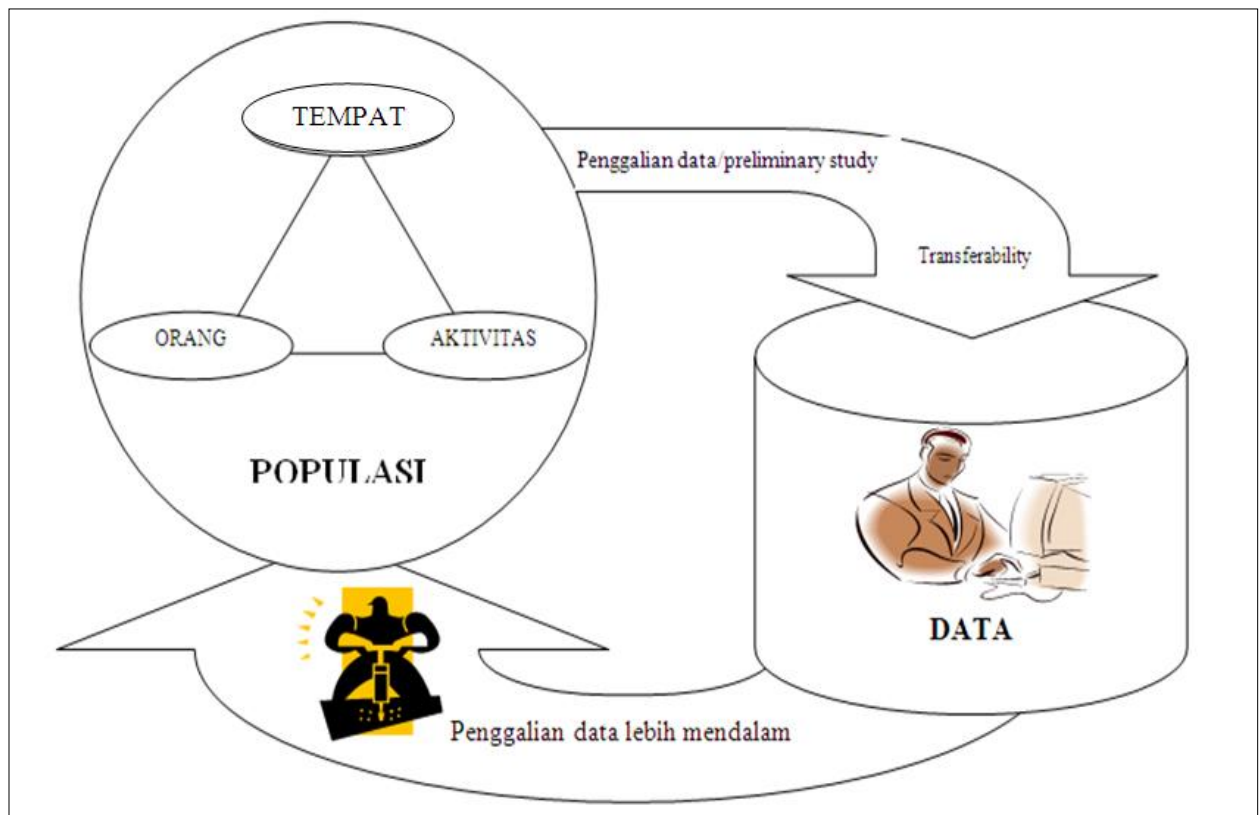 TEMPAT
Penggalian data/preliminary study
Transferability
ORANG
AKTIVITAS
POPULASI
DATA
Penggalian data lebih mendalam